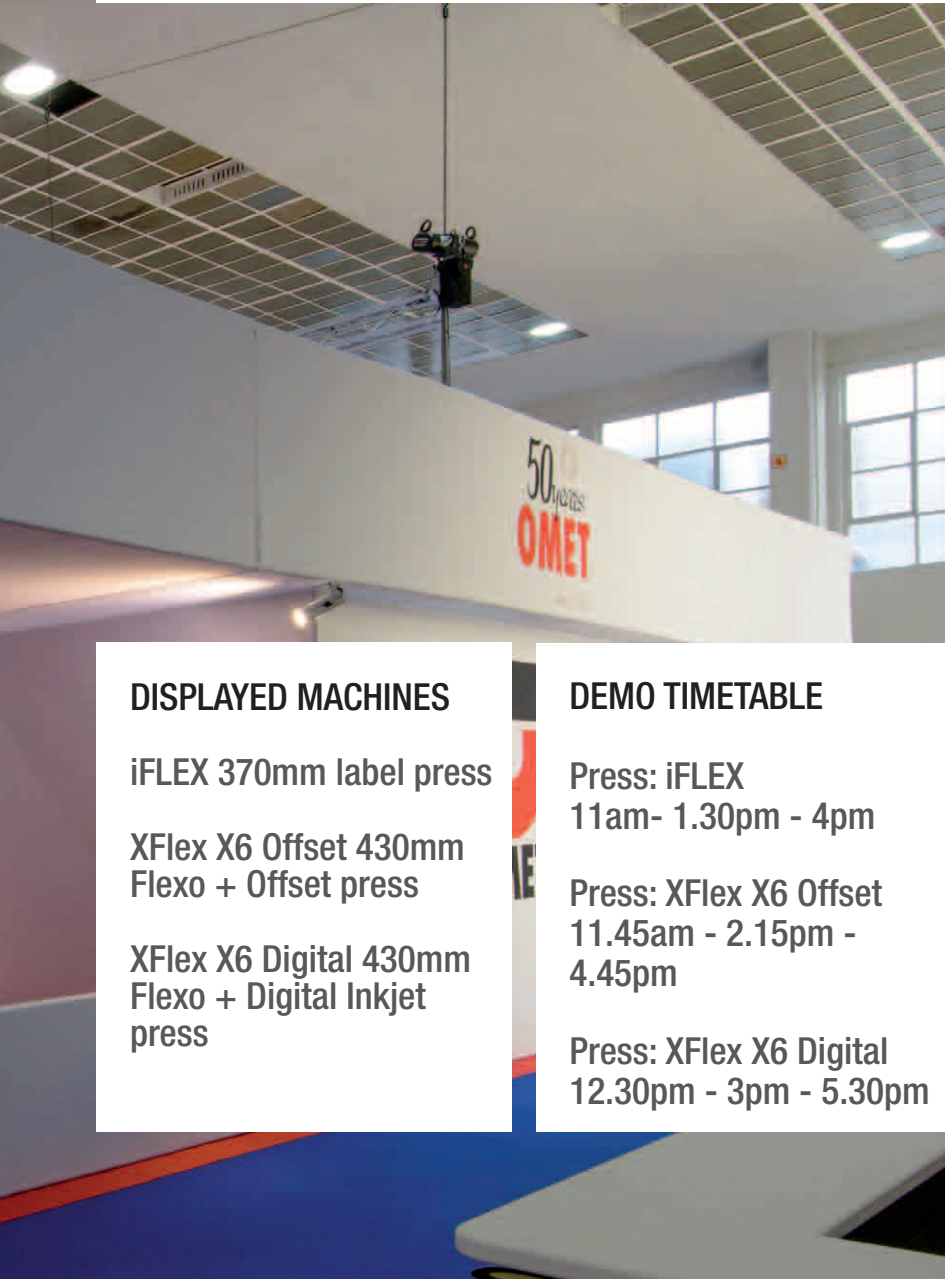 50
years
OMET
DISPLAYED MACHINES
iFLEX 370mm label press
XFlex X6 Offset 430mm
Flexo + Offset press
XFlex X6 Digital 430mm
Flexo + Digital Inkjet
press
DEMO TIMETABLE
Press: iFLEX
11am- 1.30pm - 4pm
Press: XFlex X6 Offset
11.45am - 2.15pm -
4.45pm
Press: XFlex X6 Digital
12.30pm - 3pm - 5.30pm